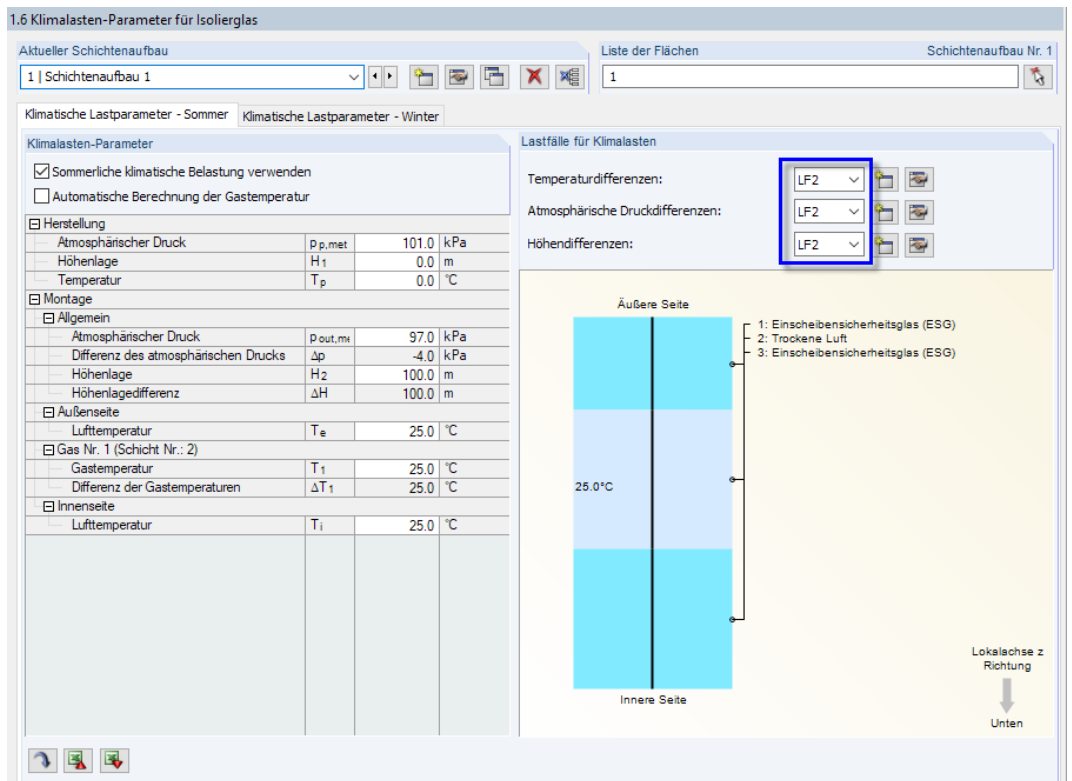 1.6 Klimalasten-Parameter für Isolierglas
Aktueller Schichtenaufbau
Liste der Flächen
Schichtenaufbau Nr. 1
1 | Schichtenaufbau 1
1
Klimatische Lastparameter - Sommer
Klimatische Lastparameter - Winter
Klimalasten-Parameter
Sommerliche klimatische Belastung verwenden
Automatische Berechnung der Gastemperatur
Herstellung
Atmosphärischer Druck pp,met 101.0 kPa
Höhenlage H1 0.0 m
Temperatur Tp 0.0 °C
Montage
Allgemein
Atmosphärischer Druck pout,me 97.0 kPa
Differenz des atmosphärischen Drucks Δp -4.0 kPa
Höhenlage H2 100.0 m
Höhenlagedifferenz ΔH 100.0 m
Außenseite
Lufttemperatur Te 25.0 °C
Gas Nr. 1 (Schicht Nr.: 2)
Gastemperatur T1 25.0 °C
Differenz der Gastemperaturen ΔT1 25.0 °C
Innenseite
Lufttemperatur Ti 25.0 °C
Lastfälle für Klimalasten
Temperaturdifferenzen: LF2
Atmosphärische Druckdifferenzen: LF2
Höhendifferenzen: LF2
Äußere Seite
1: Einscheibensicherheitsglas (ESG)
2: Trockene Luft
3: Einscheibensicherheitsglas (ESG)
25.0°C
Innere Seite
Lokalachse z
Richtung
Unten